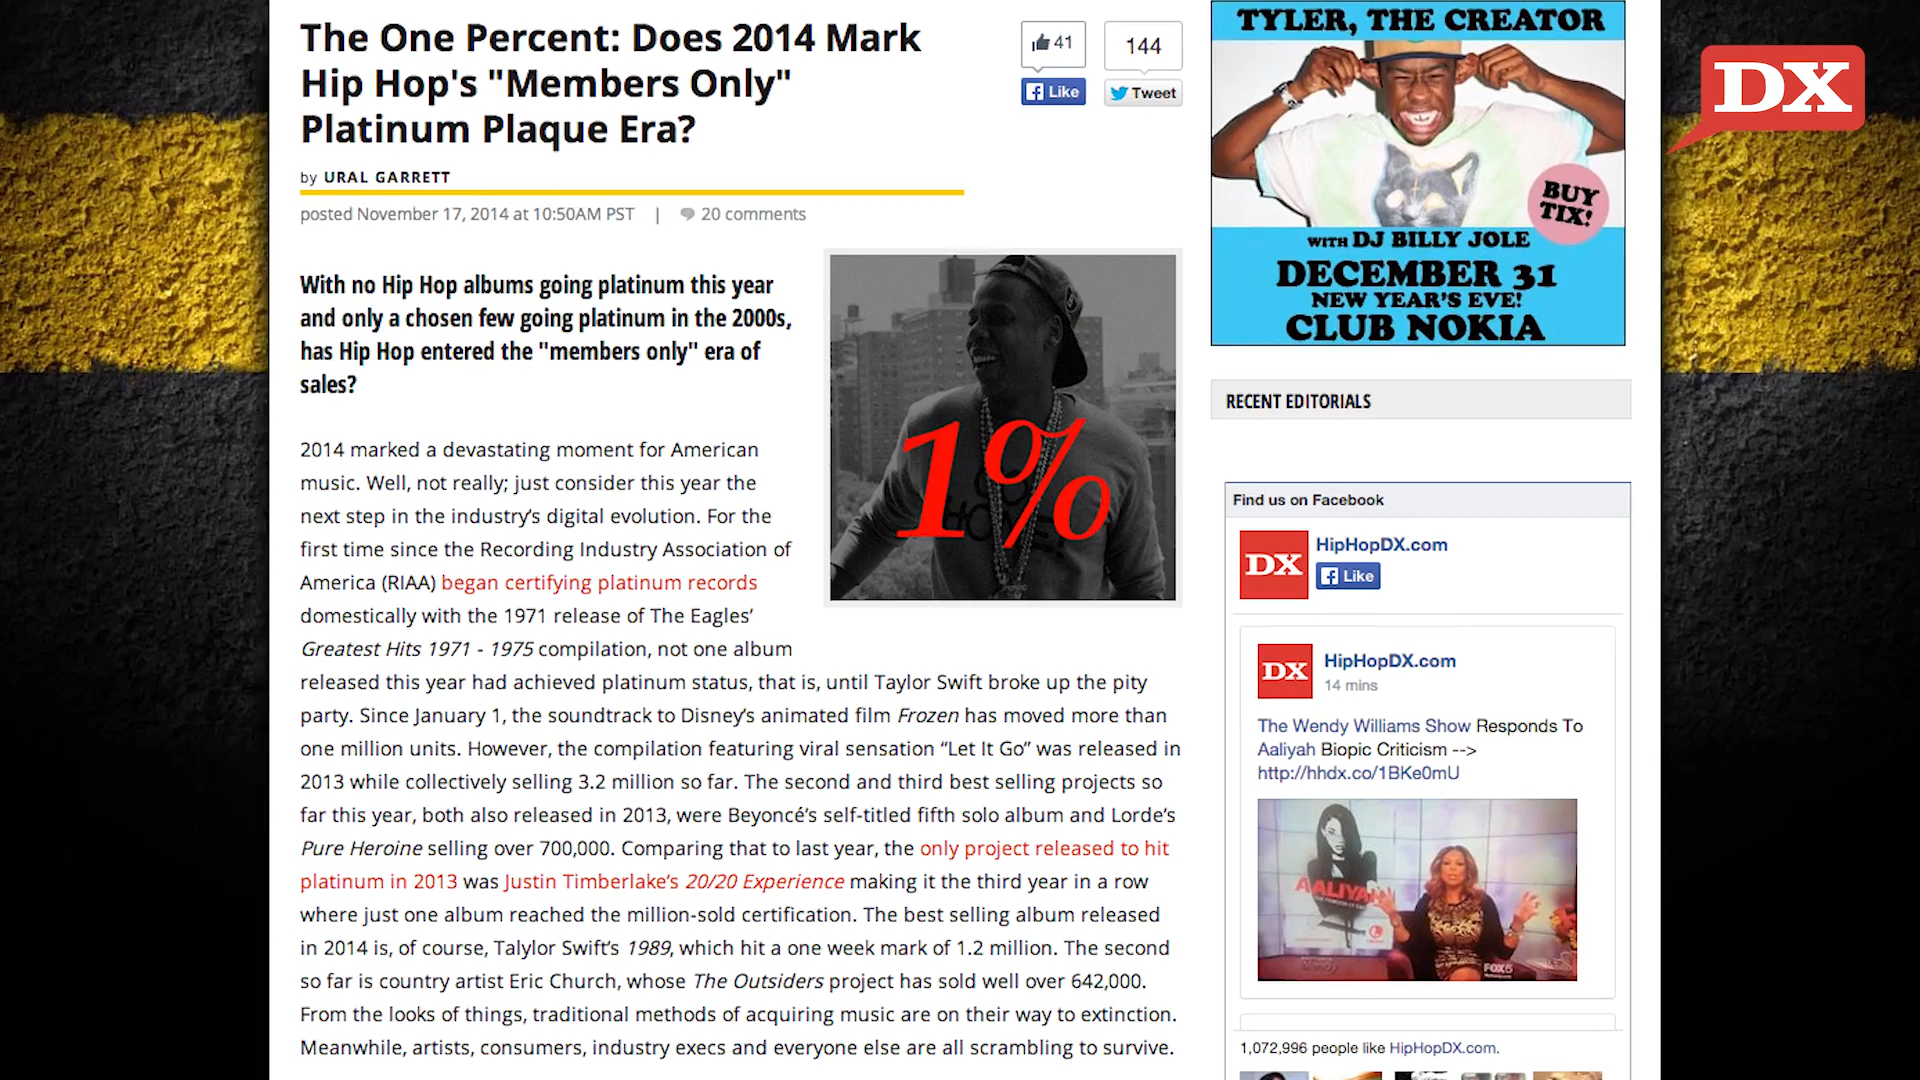 The One Percent: Does 2014 Mark
Hip Hop's "Members Only"
Platinum Plaque Era?
41
144
Like
Tweet
by URAL GARRETT
posted November 17, 2014 at 10:50AM PST | 20 comments
With no Hip Hop albums going platinum this year
and only a chosen few going platinum in the 2000s,
has Hip Hop entered the "members only" era of
sales?
1%
2014 marked a devastating moment for American
music. Well, not really; just consider this year the
next step in the industry's digital evolution. For the
first time since the Recording Industry Association of
America (RIAA) began certifying platinum records
domestically with the 1971 release of The Eagles'
Greatest Hits 1971 - 1975 compilation, not one album
released this year had achieved platinum status, that is, until Taylor Swift broke up the pity
party. Since January 1, the soundtrack to Disney's animated film Frozen has moved more than
one million units. However, the compilation featuring viral sensation “Let It Go” was released in
2013 while collectively selling 3.2 million so far. The second and third best selling projects so
far this year, both also released in 2013, were Beyoncé's self-titled fifth solo album and Lorde's
Pure Heroine selling over 700,000. Comparing that to last year, the only project released to hit
platinum in 2013 was Justin Timberlake's 20/20 Experience making it the third year in a row
where just one album reached the million-sold certification. The best selling album released
in 2014 is, of course, Talylor Swift's 1989, which hit a one week mark of 1.2 million. The second
so far is country artist Eric Church, whose The Outsiders project has sold well over 642,000.
From the looks of things, traditional methods of acquiring music are on their way to extinction.
Meanwhile, artists, consumers, industry execs and everyone else are all scrambling to survive.
TYLER, THE CREATOR
BUY
TIX!
WITH DJ BILLY JOLE
DECEMBER 31
NEW YEAR'S EVE!
CLUB NOKIA
DX
RECENT EDITORIALS
Find us on Facebook
DX
HipHopDX.com
Like
DX
HipHopDX.com
14 mins
The Wendy Williams Show Responds To
Aaliyah Biopic Criticism -->
http://hhdx.co/1BKe0mU
AALIYAH
FOX5
1,072,996 people like HipHopDX.com.